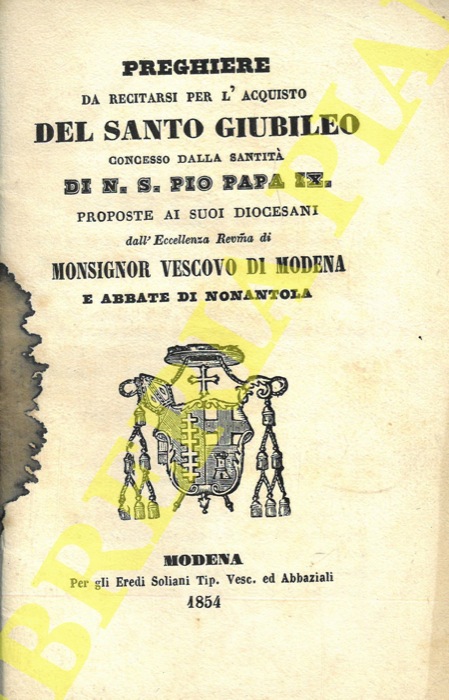 PREGHIERE
DA RECITARSI PER L' ACQUISTO
DEL SANTO GIUBILEO
CONCESSO DALLA SANTITÀ
DI N. S. PIO PAPA IX.
PROPOSTE AI SUOI DIOCESANI
dall' Eccellenza Revm̃a di
MONSIGNOR VESCOVO DI MODENA
E ABBATE DI NONANTOLA
MODENA
Per gli Eredi Soliani Tip. Vesc. ed Abbaziali
1854